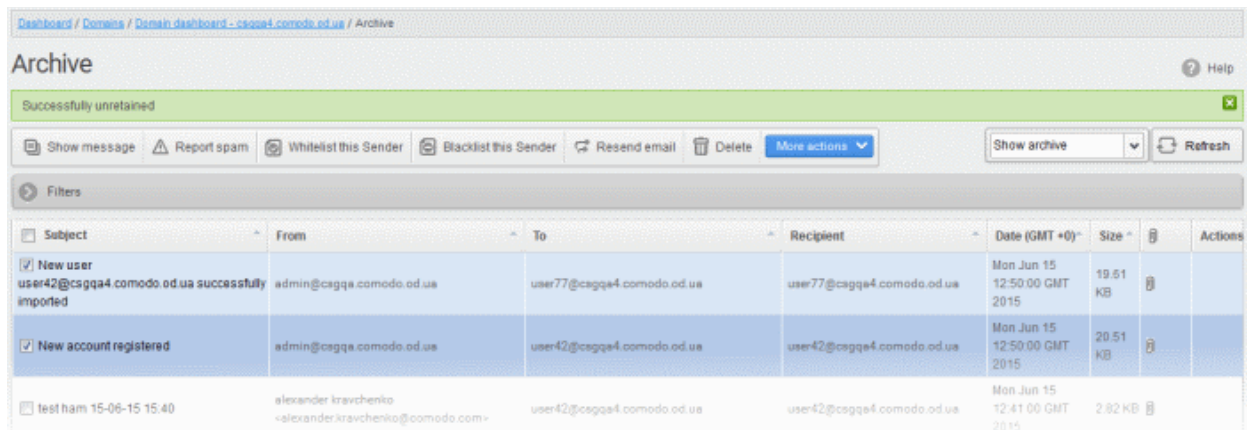 Dashboard / Domains / Domain dashboard - csgqa4.comodo.od.ua / Archive
Archive
Help
Successfully unretained
Show message Report spam Whitelist this Sender Blacklist this Sender Resend email Delete More actions Show archive Refresh
Filters
Subject From To Recipient Date (GMT +0) Size Actions
New user
user42@csgqa4.comodo.od.ua successfully
imported
admin@csgqa.comodo.od.ua user77@csgqa4.comodo.od.ua user77@csgqa4.comodo.od.ua
Mon Jun 15
12:50:00 GMT
2015
19.61
KB
New account registered admin@csgqa.comodo.od.ua user42@csgqa4.comodo.od.ua user42@csgqa4.comodo.od.ua
Mon Jun 15
12:50:00 GMT
2015
20.51
KB
test ham 15-06-15 15:40
alexander kravchenko
<alexander.kravchenko@comodo.com>
user42@csgqa4.comodo.od.ua user42@csgqa4.comodo.od.ua
Mon Jun 15
12:41:00 GMT
2015
2.82 KB